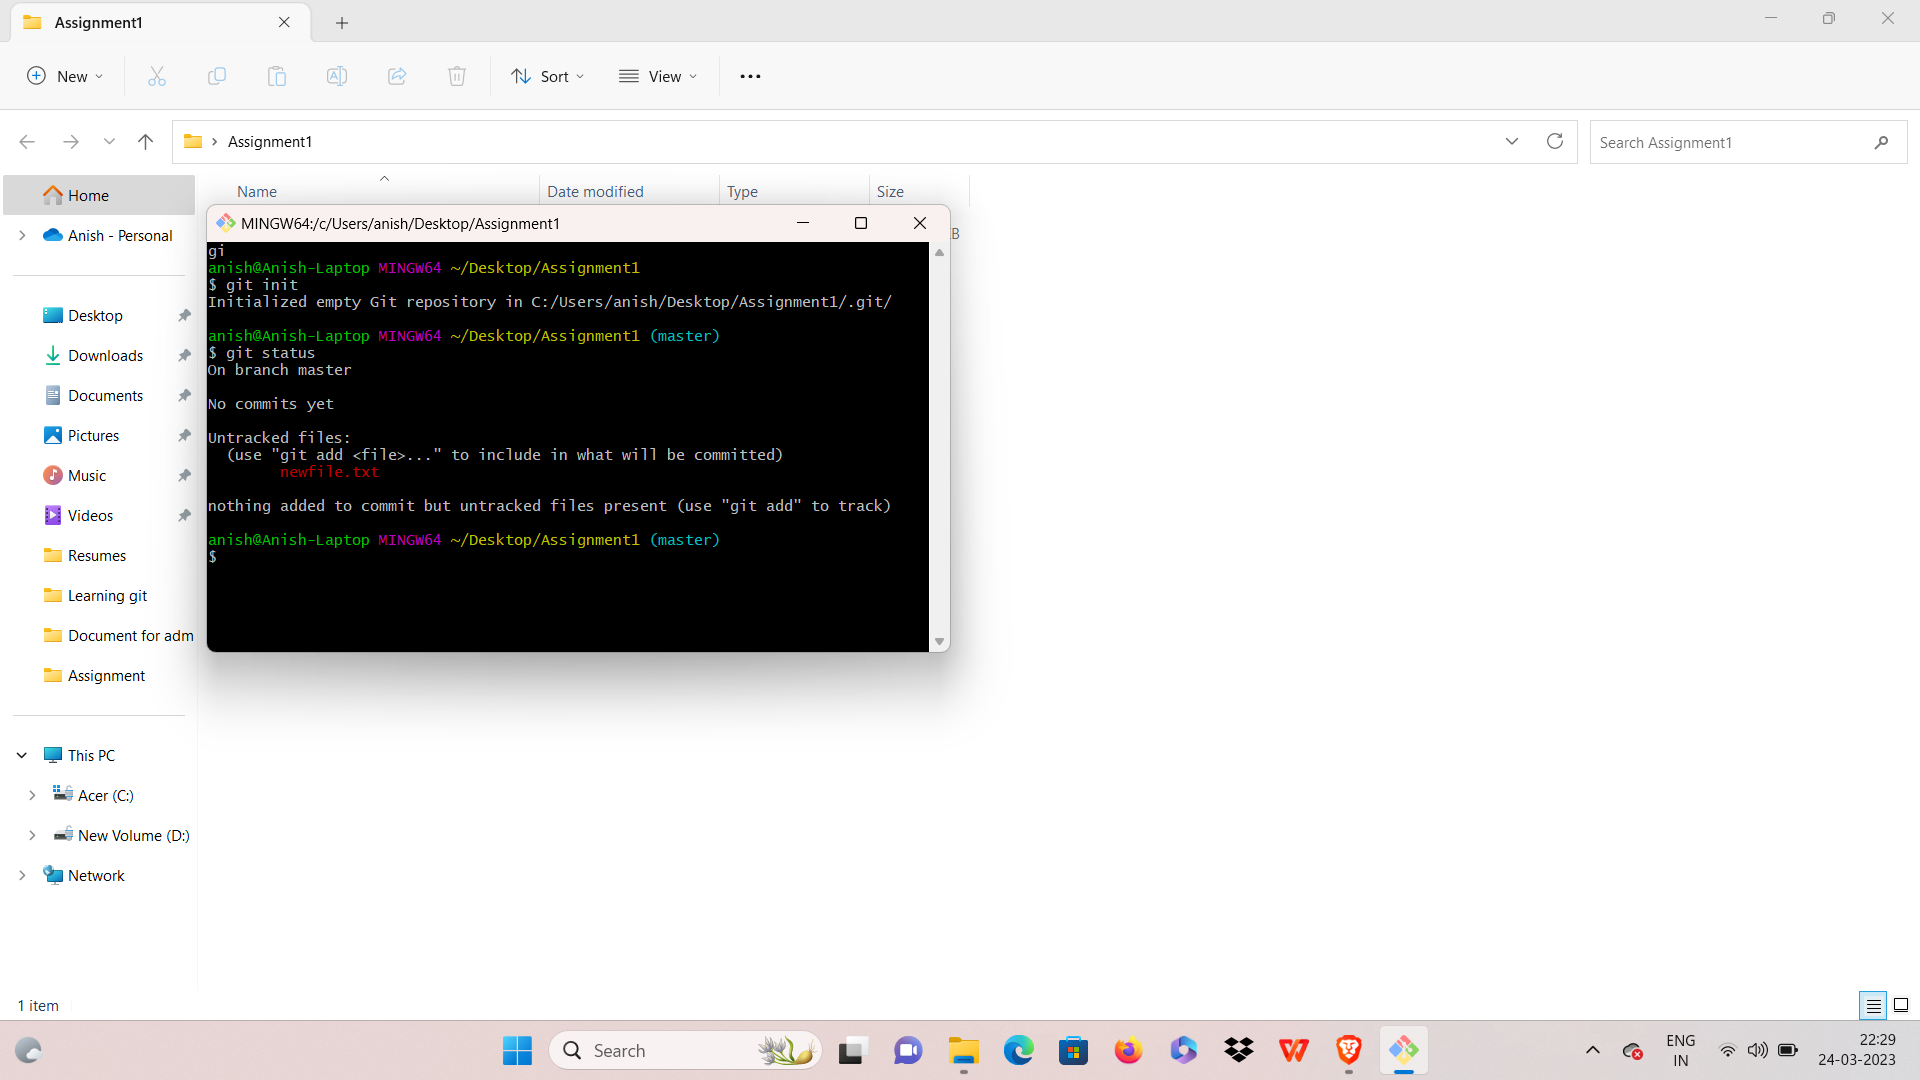 Assignment1
New
Sort
View
Assignment1
Search Assignment1
Name
Date modified
Type
Size
Home
Anish - Personal
Desktop
Downloads
Documents
Pictures
Music
Videos
Resumes
Learning git
Document for adm
Assignment
This PC
Acer (C:)
New Volume (D:)
Network
MINGW64:/c/Users/anish/Desktop/Assignment1
gi
anish@Anish-Laptop MINGW64 ~/Desktop/Assignment1
$ git init
Initialized empty Git repository in C:/Users/anish/Desktop/Assignment1/.git/
anish@Anish-Laptop MINGW64 ~/Desktop/Assignment1 (master)
$ git status
On branch master
No commits yet
Untracked files:
(use "git add <file>..." to include in what will be committed)
newfile.txt
nothing added to commit but untracked files present (use "git add" to track)
anish@Anish-Laptop MINGW64 ~/Desktop/Assignment1 (master)
$
1 item
Search
ENG
IN
22:29
24-03-2023